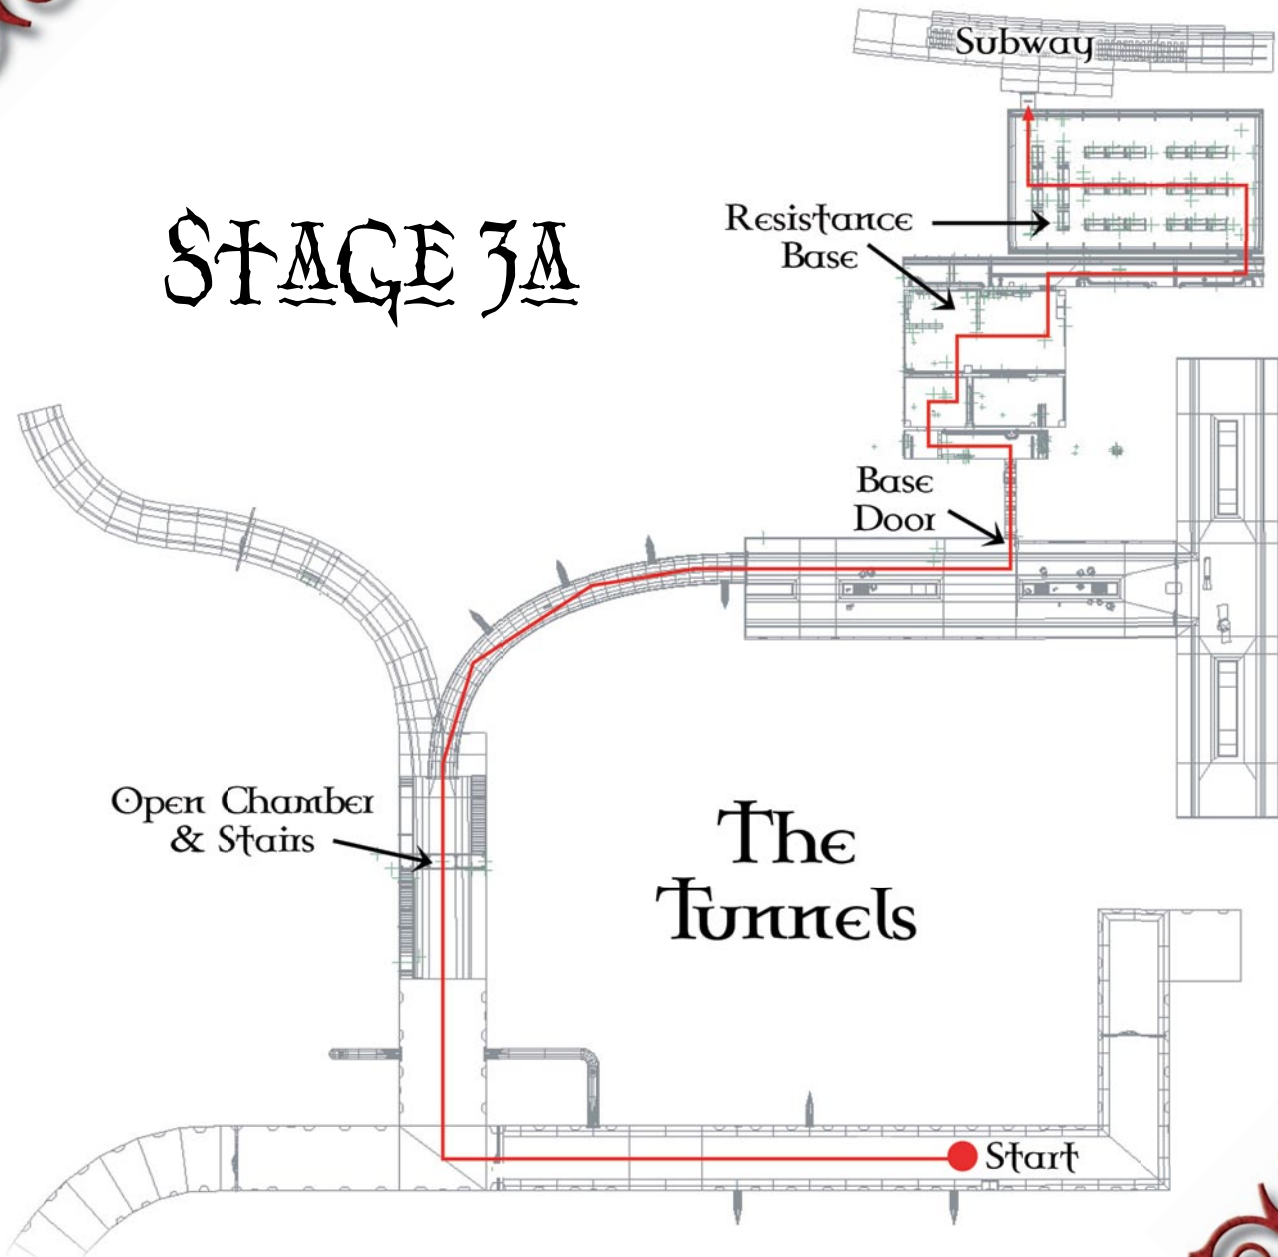 Subway
STAGE 3A
Resistance
Base
Base
Door
Open Chamber
& Stairs
The
Tunnels
Start